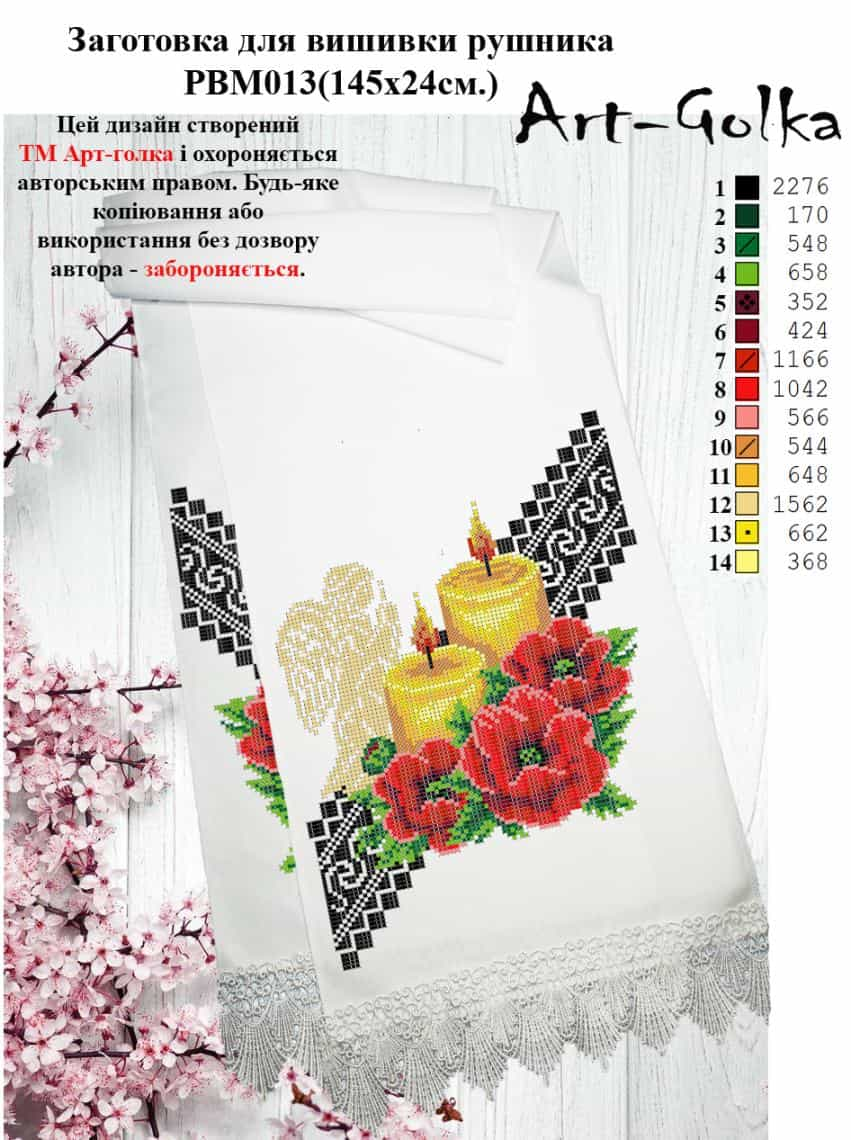 Заготовка для вишивки рушника
РВМ013(145х24см.)
Art-Golka
Цей дизайн створений
ТМ Арт-голка і охороняється
авторським правом. Будь-яке
копіювання або
використання без дозвору
автора - забороняється.
1 2276
2 170
3 548
4 658
5 352
6 424
7 1166
8 1042
9 566
10 544
11 648
12 1562
13 662
14 368